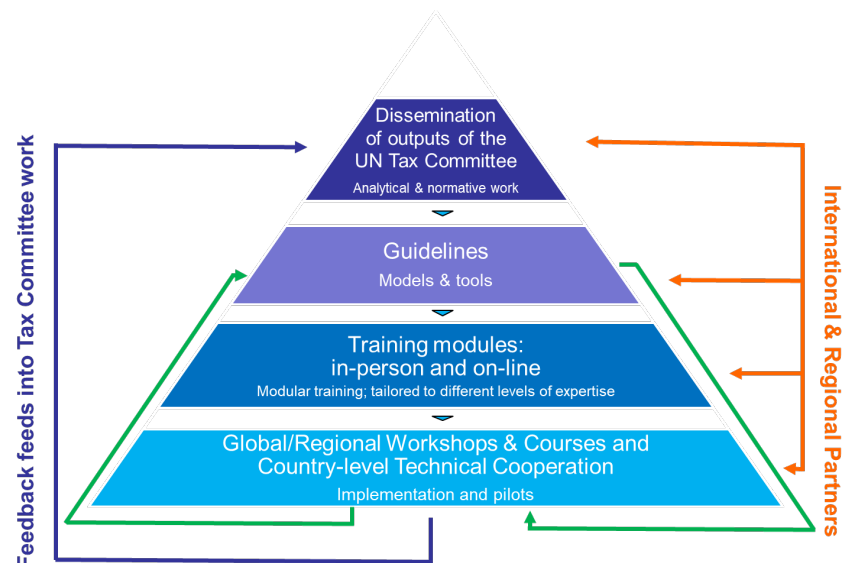 Dissemination
of outputs of the
UN Tax Committee
Analytical & normative work
Guidelines
Models & tools
Training modules:
in-person and on-line
Modular training; tailored to different levels of expertise
Global/Regional Workshops & Courses and
Country-level Technical Cooperation
Implementation and pilots
Feedback feeds into Tax Committee work
International & Regional Partners